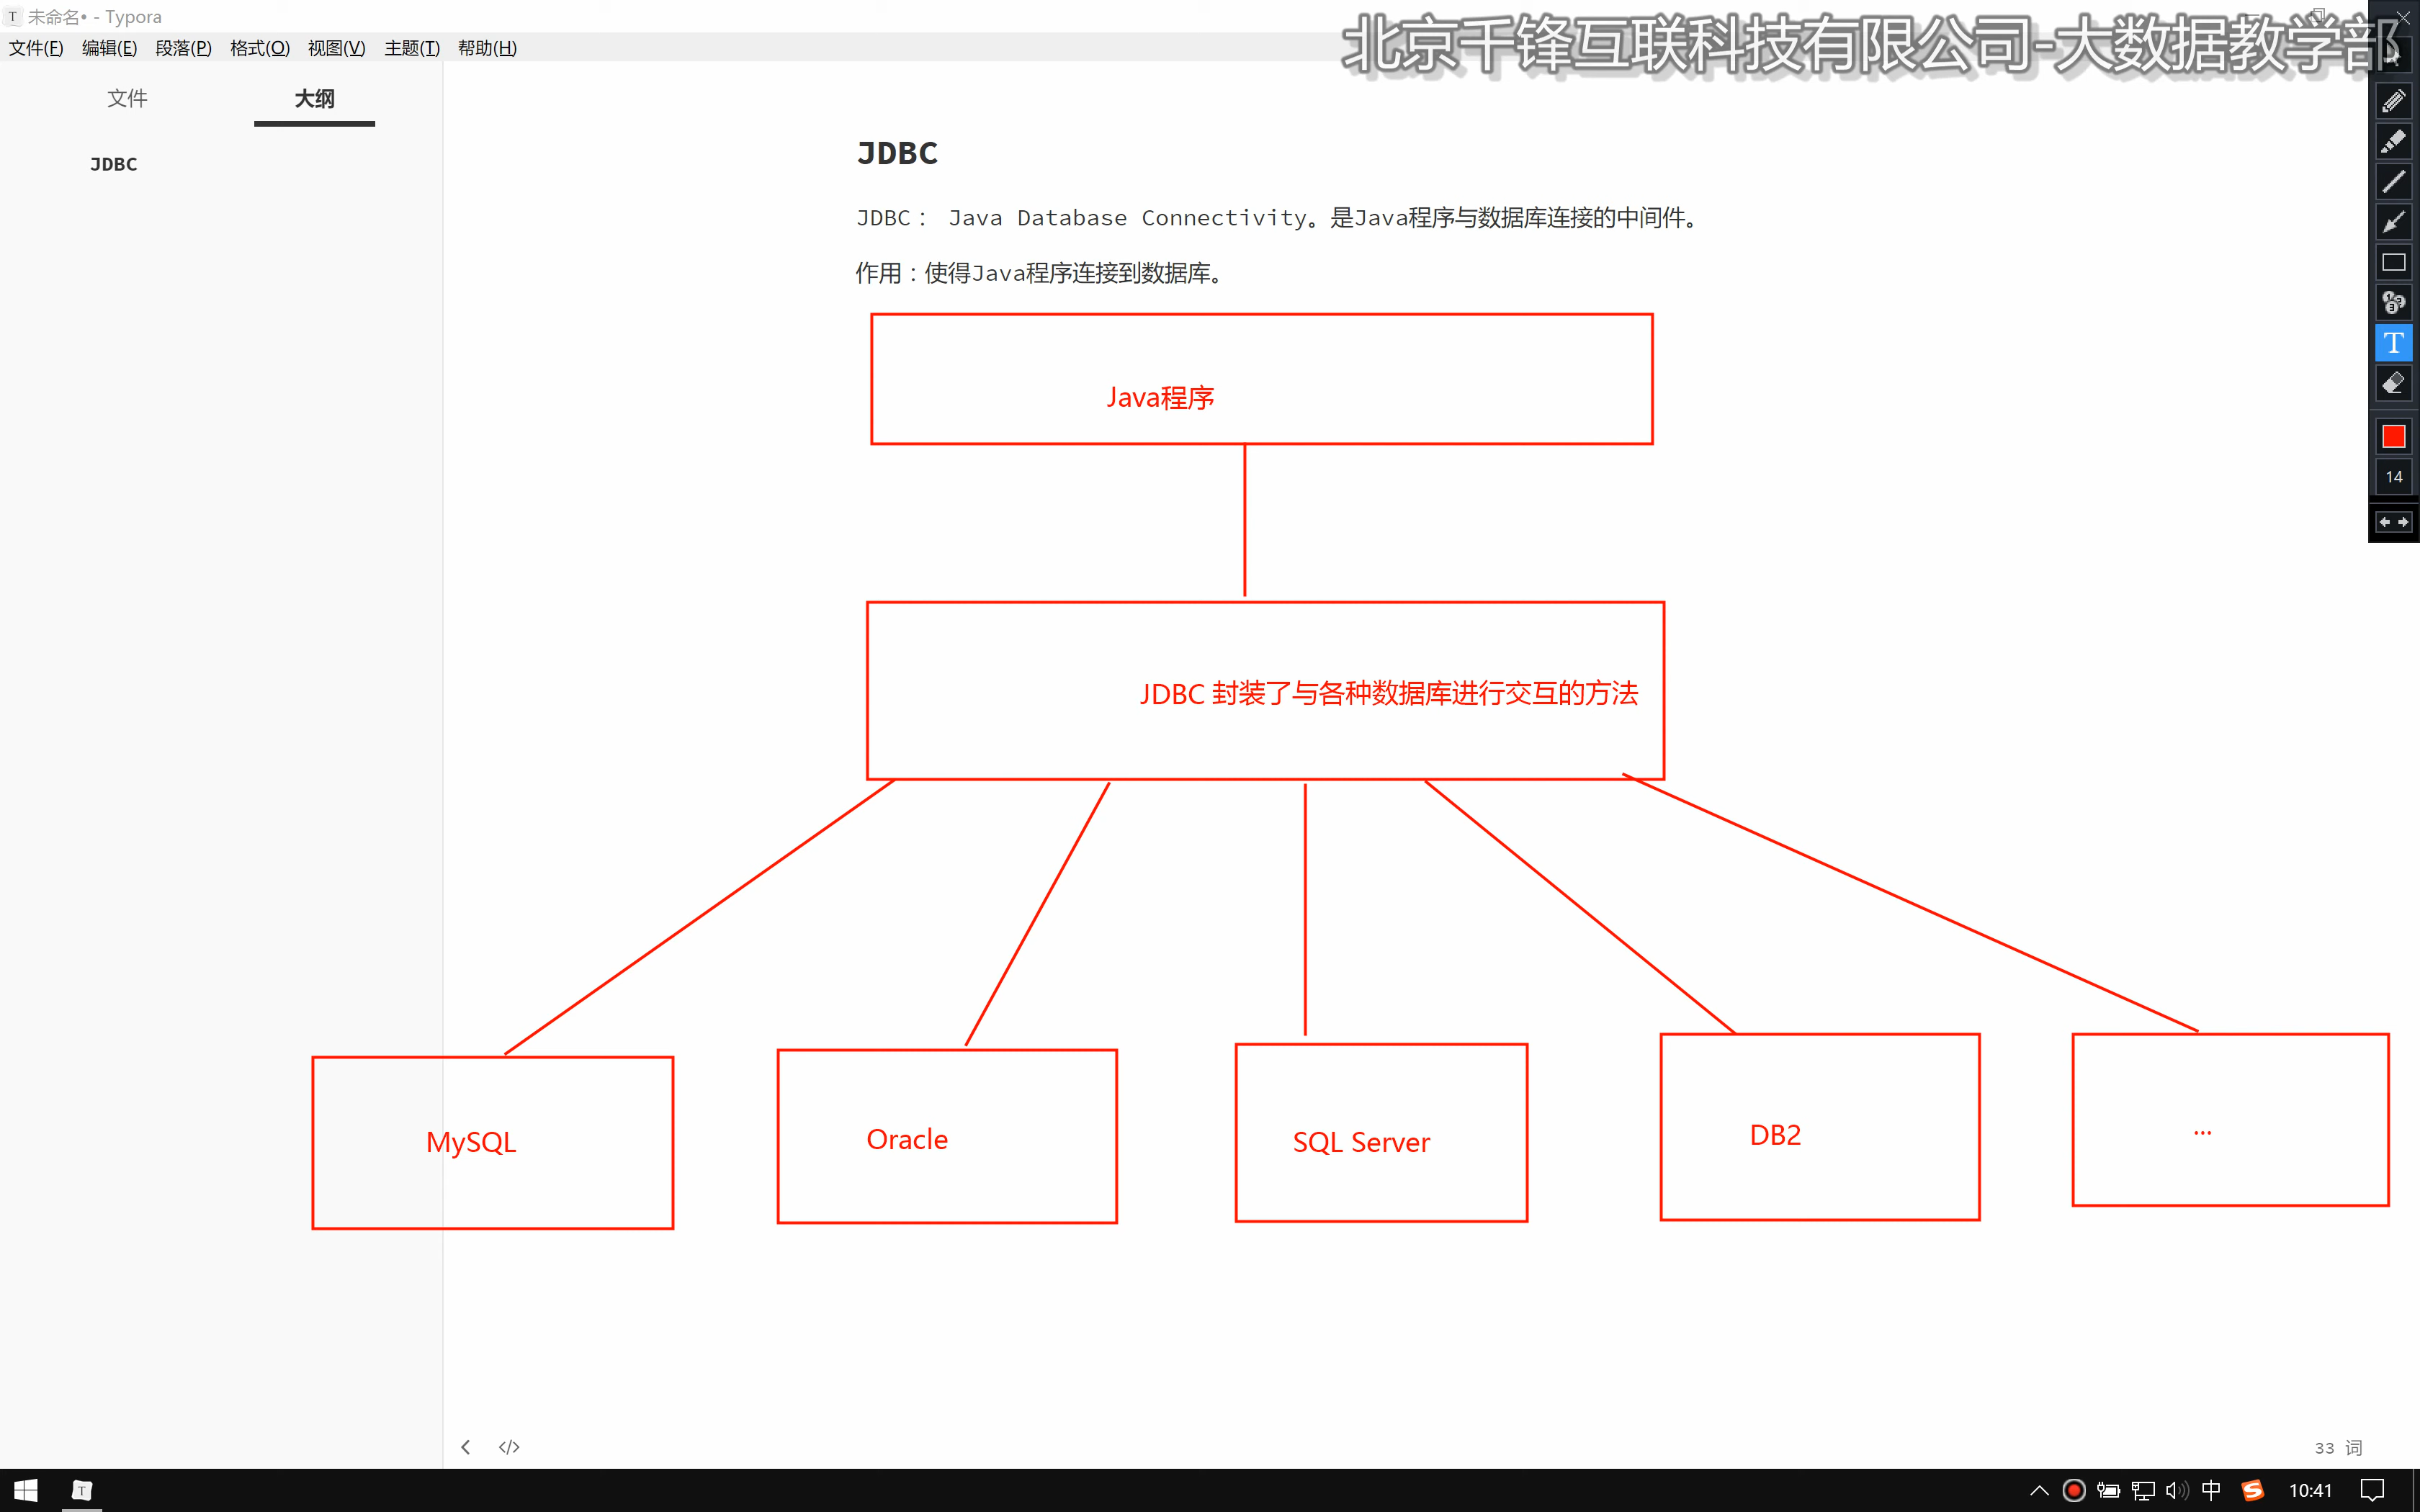 未命名• - Typora
北京千锋互联科技有限公司-大数据教学部
文件(F) 编辑(E) 段落(P) 格式(O) 视图(V) 主题(T) 帮助(H)
文件 大纲
JDBC
JDBC
JDBC： Java Database Connectivity。是Java程序与数据库连接的中间件。
作用：使得Java程序连接到数据库。
Java程序
JDBC 封装了与各种数据库进行交互的方法
MySQL
Oracle
SQL Server
DB2
...
T
14
33 词
中
10:41